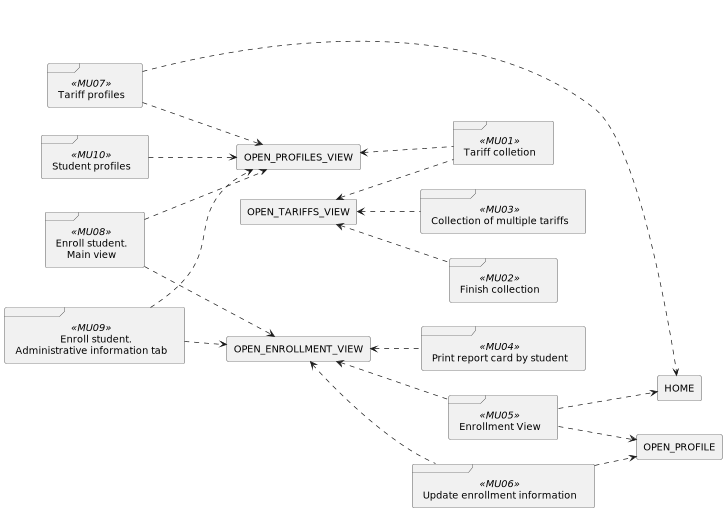 «MU07»
Tariff profiles
«MU10»
Student profiles
«MU08»
Enroll student.
Main view
«MU09»
Enroll student.
Administrative information tab
OPEN_PROFILES_VIEW
OPEN_TARIFFS_VIEW
OPEN_ENROLLMENT_VIEW
«MU01»
Tariff colletion
«MU03»
Collection of multiple tariffs
«MU02»
Finish collection
«MU04»
Print report card by student
«MU05»
Enrollment View
«MU06»
Update enrollment information
HOME
OPEN_PROFILE